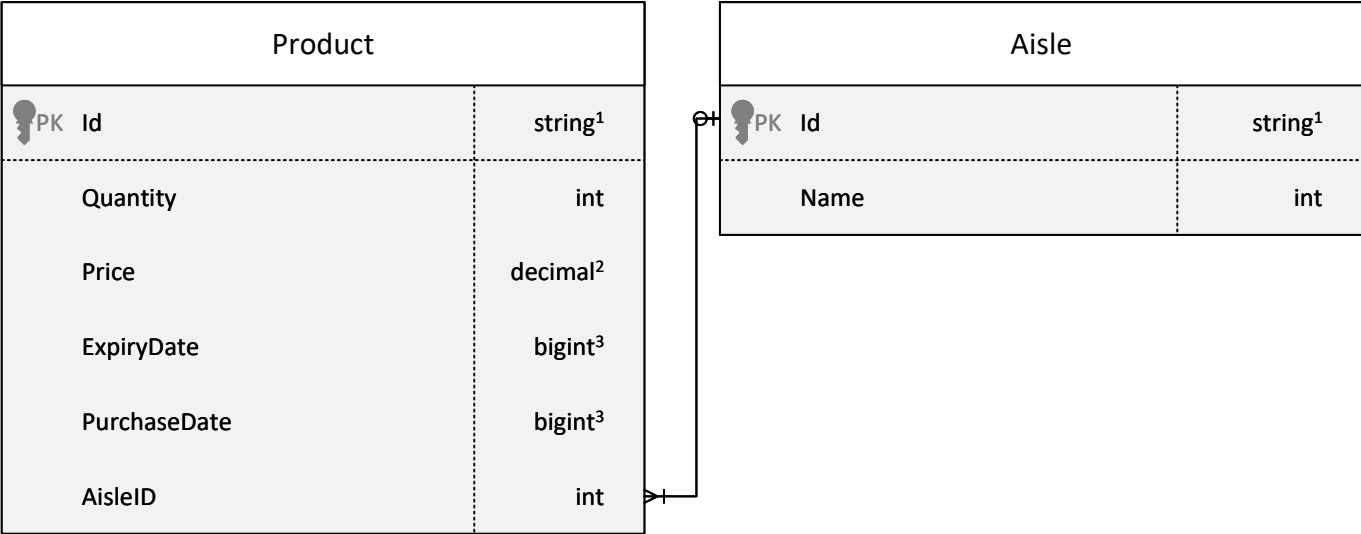 Product
PK Id string¹
Quantity int
Price decimal²
ExpiryDate bigint³
PurchaseDate bigint³
AisleID int
Aisle
PK Id string¹
Name int